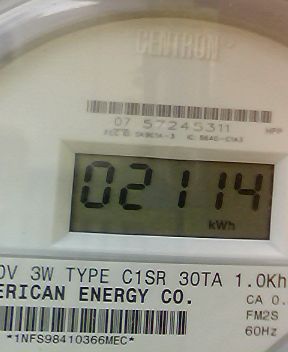 CENTRON
07 57245311
02114
kWh
0V 3W TYPE C1SR 30TA 1.0Kh
ERICAN ENERGY CO.
CA 0.
FM2S
60Hz
*1NFS98410366MEC*